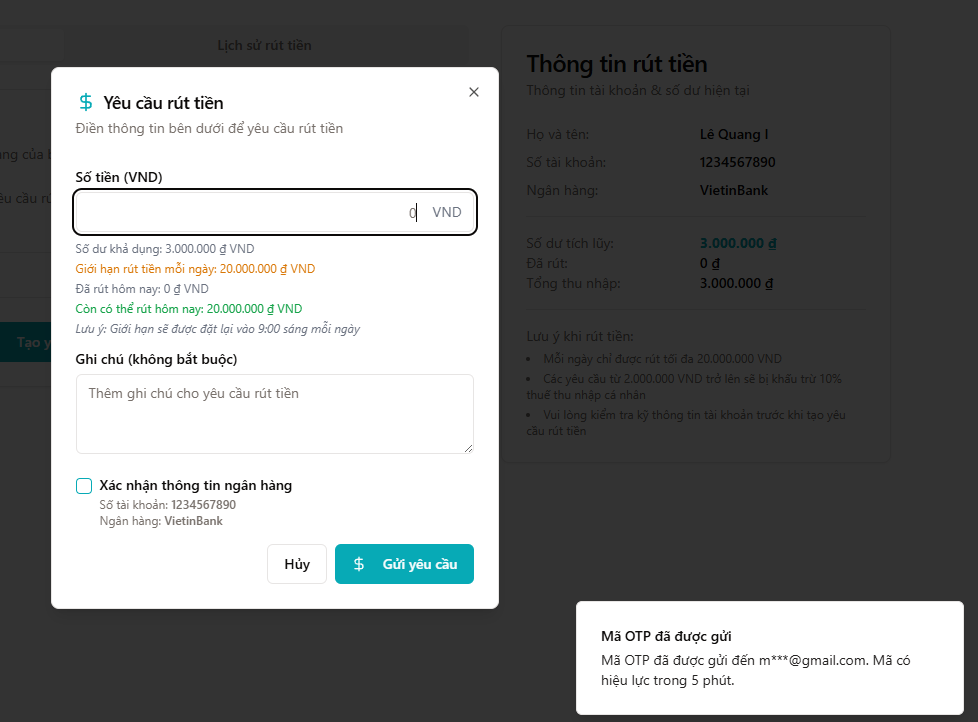 Lịch sử rút tiền
Yêu cầu rút tiền
Điền thông tin bên dưới để yêu cầu rút tiền
Số tiền (VND)
0 VND
Số dư khả dụng: 3.000.000 ₫ VND
Giới hạn rút tiền mỗi ngày: 20.000.000 ₫ VND
Đã rút hôm nay: 0 ₫ VND
Còn có thể rút hôm nay: 20.000.000 ₫ VND
Lưu ý: Giới hạn sẽ được đặt lại vào 9:00 sáng mỗi ngày
Ghi chú (không bắt buộc)
Thêm ghi chú cho yêu cầu rút tiền
Xác nhận thông tin ngân hàng
Số tài khoản: 1234567890
Ngân hàng: VietinBank
Hủy
Gửi yêu cầu
Tạo y
Thông tin rút tiền
Thông tin tài khoản & số dư hiện tại
Họ và tên: Lê Quang I
Số tài khoản: 1234567890
Ngân hàng: VietinBank
Số dư tích lũy: 3.000.000 ₫
Đã rút: 0 ₫
Tổng thu nhập: 3.000.000 ₫
Lưu ý khi rút tiền:
• Mỗi ngày chỉ được rút tối đa 20.000.000 VND
• Các yêu cầu từ 2.000.000 VND trở lên sẽ bị khấu trừ 10%
thuế thu nhập cá nhân
• Vui lòng kiểm tra kỹ thông tin tài khoản trước khi tạo yêu
cầu rút tiền
Mã OTP đã được gửi
Mã OTP đã được gửi đến m***@gmail.com. Mã có
hiệu lực trong 5 phút.